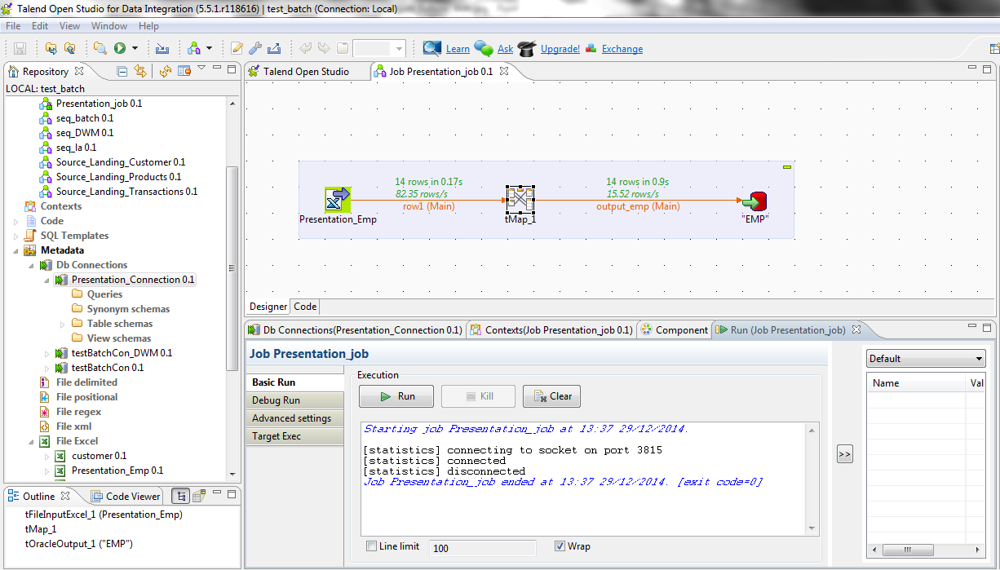 Talend Open Studio for Data Integration (5.5.1.r118616) | test_batch (Connection: Local)
File Edit View Window Help
Learn Ask Upgrade! Exchange
Repository
LOCAL: test_batch
Presentation_job 0.1
seq_batch 0.1
seq_DWM 0.1
seq_la 0.1
Source_Landing_Customer 0.1
Source_Landing_Products 0.1
Source_Landing_Transactions 0.1
Contexts
Code
SQL Templates
Metadata
Db Connections
Presentation_Connection 0.1
Queries
Synonym schemas
Table schemas
View schemas
testBatchCon_DWM 0.1
testBatchCon 0.1
File delimited
File positional
File regex
File xml
File Excel
customer 0.1
Presentation_Emp 0.1
Outline Code Viewer
tFileInputExcel_1 (Presentation_Emp)
tMap_1
tOracleOutput_1 ("EMP")
Talend Open Studio Job Presentation_job 0.1
14 rows in 0.17s
82.35 rows/s
row1 (Main)
14 rows in 0.9s
15.52 rows/s
output_emp (Main)
Presentation_Emp
tMap_1
"EMP"
Designer Code
Db Connections(Presentation_Connection 0.1) Contexts(Job Presentation_job 0.1) Component Run (Job Presentation_job)
Job Presentation_job
Basic Run
Debug Run
Advanced settings
Target Exec
Execution
Run Kill Clear
Starting job Presentation_job at 13:37 29/12/2014.
[statistics] connecting to socket on port 3815
[statistics] connected
[statistics] disconnected
Job Presentation_job ended at 13:37 29/12/2014. [exit code=0]
Line limit 100 Wrap
>>
Default
Name Val